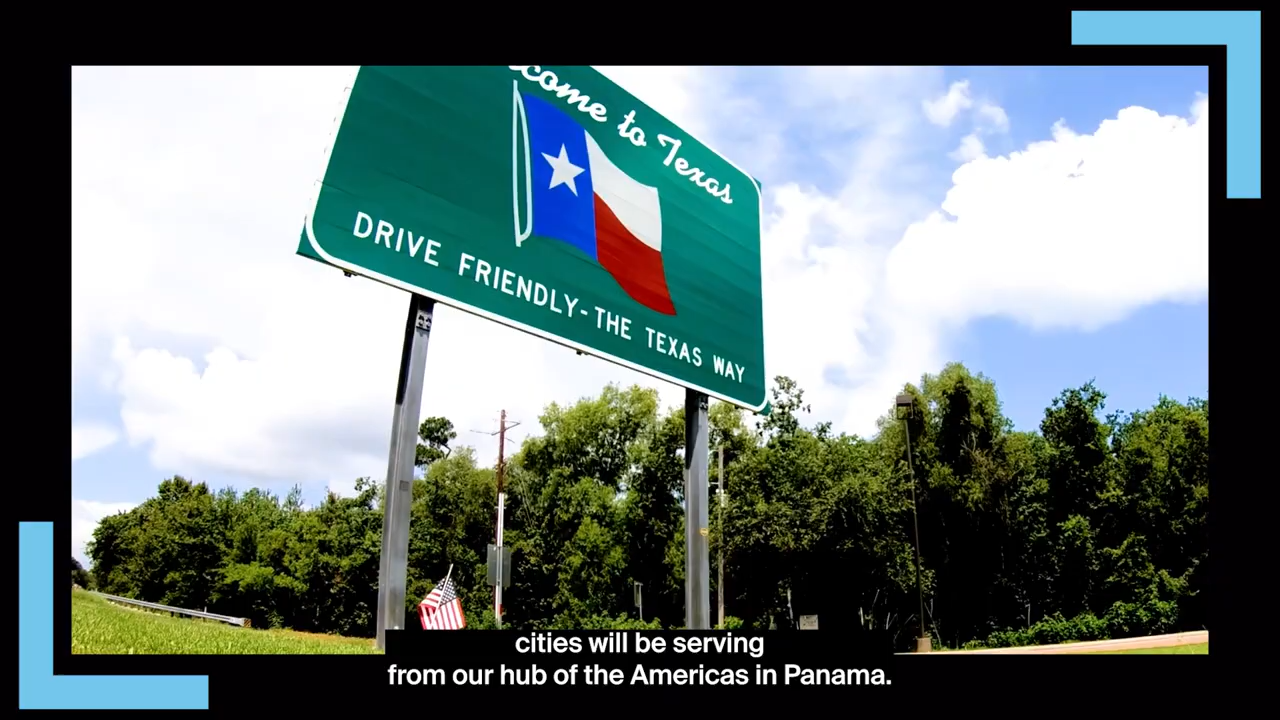 come to Texas
DRIVE FRIENDLY-THE TEXAS WAY
cities will be serving
from our hub of the Americas in Panama.